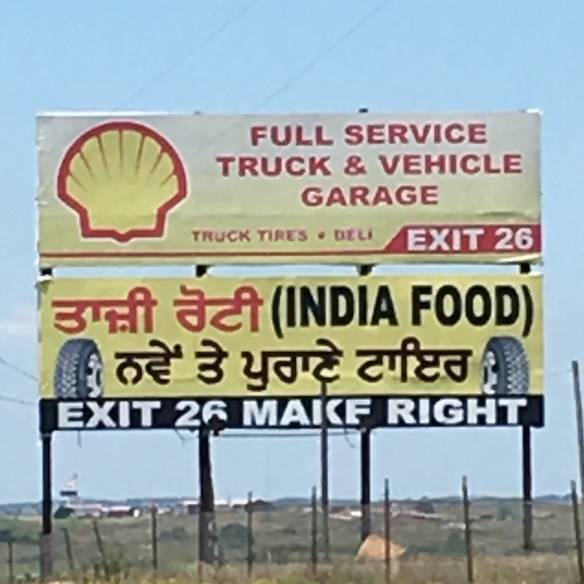 FULL SERVICE
TRUCK & VEHICLE
GARAGE
TRUCK TIRES • DELI
EXIT 26
ਤਾਜ਼ੀ ਰੋਟੀ (INDIA FOOD)
ਨਵੇਂ ਤੇ ਪੁਰਾਣੇ ਟਾਇਰ
EXIT 26 MAKE RIGHT